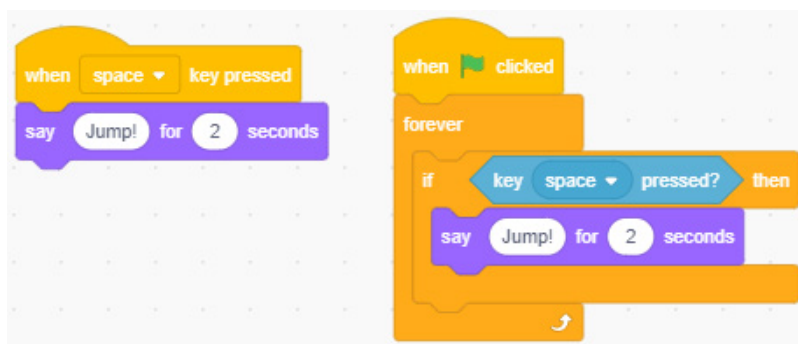 when space key pressed
say Jump! for 2 seconds
when clicked
forever
if key space pressed? then
say Jump! for 2 seconds